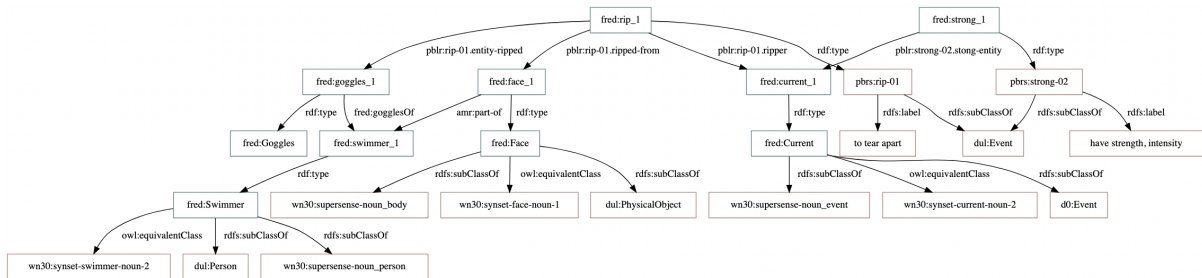 fred:rip_1
fred:strong_1
pblr:rip-01.entity-ripped
pblr:rip-01.ripped-from
pblr:rip-01.ripper
rdf:type
pblr:strong-02.stong-entity
rdf:type
fred:goggles_1
fred:face_1
fred:current_1
pbrs:rip-01
pbrs:strong-02
rdf:type
fred:gogglesOf
amr:part-of
rdf:type
rdf:type
rdfs:label
rdfs:subClassOf
rdfs:subClassOf
rdfs:label
fred:Goggles
fred:swimmer_1
fred:Face
fred:Current
to tear apart
dul:Event
have strength, intensity
rdf:type
rdfs:subClassOf
owl:equivalentClass
rdfs:subClassOf
rdfs:subClassOf
owl:equivalentClass
rdfs:subClassOf
fred:Swimmer
wn30:supersense-noun_body
wn30:synset-face-noun-1
dul:PhysicalObject
wn30:supersense-noun_event
wn30:synset-current-noun-2
d0:Event
owl:equivalentClass
rdfs:subClassOf
rdfs:subClassOf
wn30:synset-swimmer-noun-2
dul:Person
wn30:supersense-noun_person